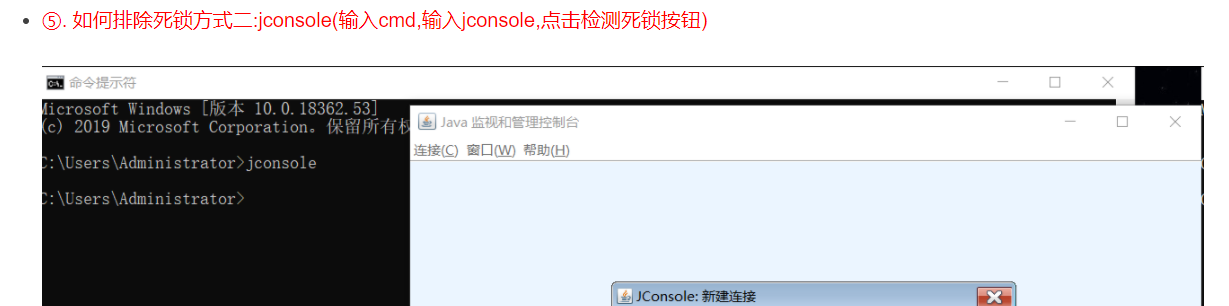 ⑤. 如何排除死锁方式二:jconsole(输入cmd,输入jconsole,点击检测死锁按钮)
命令提示符
Microsoft Windows [版本 10.0.18362.53]
(c) 2019 Microsoft Corporation。保留所有权
Java 监视和管理控制台
连接(C) 窗口(W) 帮助(H)
C:\Users\Administrator>jconsole
C:\Users\Administrator>
JConsole: 新建连接